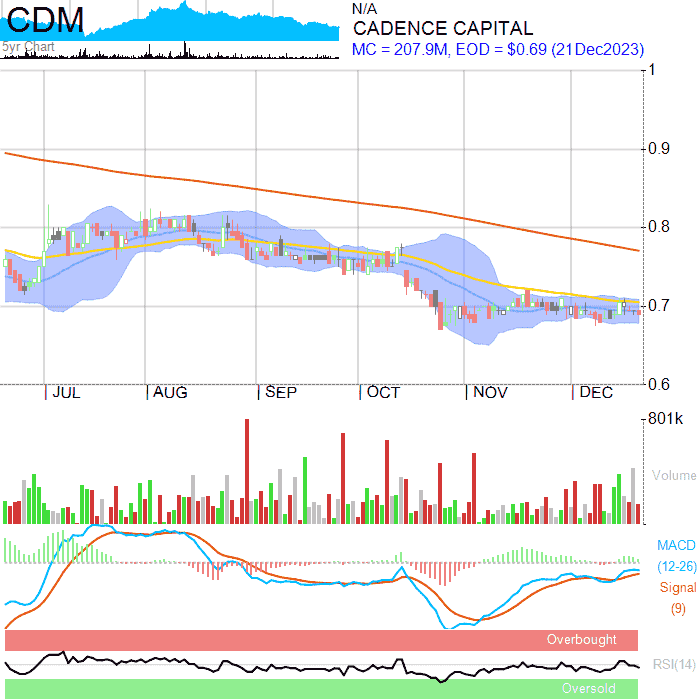 CDM
5yr Chart
N/A
CADENCE CAPITAL
MC = 207.9M, EOD = $0.69 (21Dec2023)
1
0.9
0.8
0.7
0.6
JUL
AUG
SEP
OCT
NOV
DEC
801k
Volume
MACD
(12-26)
Signal
(9)
Overbought
RSI(14)
Oversold